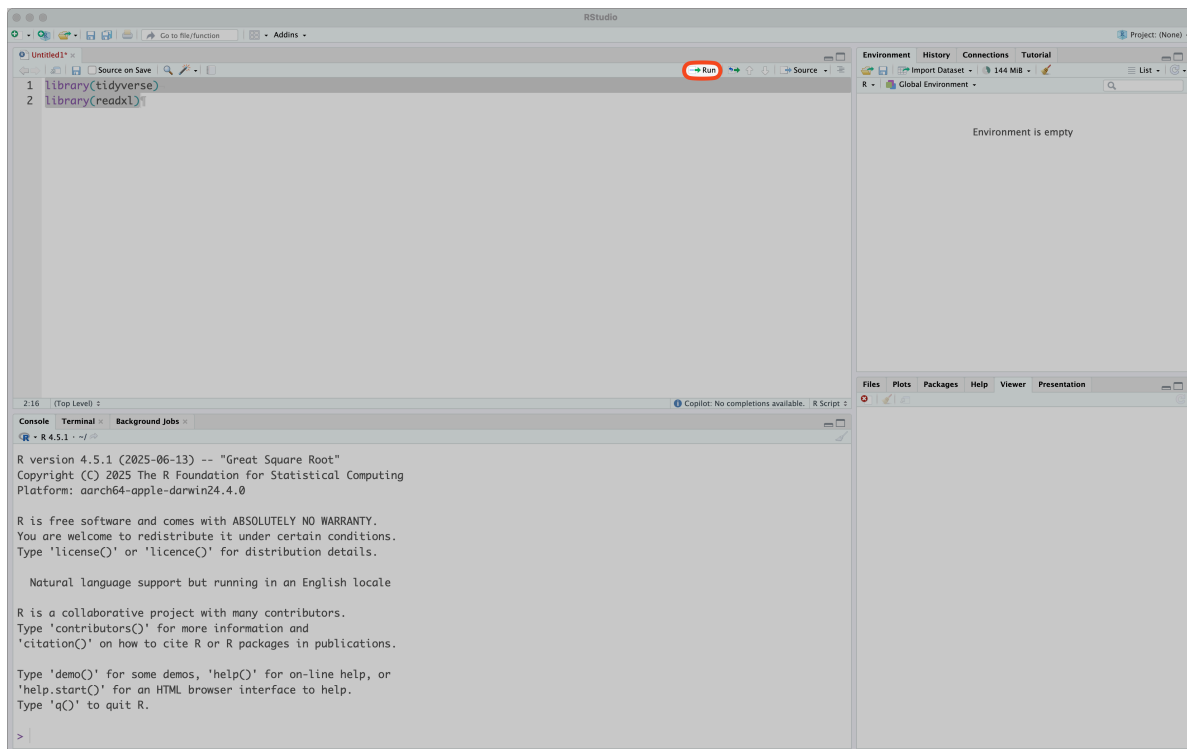 RStudio
Go to file/function
Addins
Project: (None)
Untitled1*
Source on Save
Run
Source
1 library(tidyverse)
2 library(readxl)
2:16 (Top Level)
Copilot: No completions available. R Script
Console Terminal Background Jobs
R 4.5.1 · ~/
R version 4.5.1 (2025-06-13) -- "Great Square Root"
Copyright (C) 2025 The R Foundation for Statistical Computing
Platform: aarch64-apple-darwin24.4.0
R is free software and comes with ABSOLUTELY NO WARRANTY.
You are welcome to redistribute it under certain conditions.
Type 'license()' or 'licence()' for distribution details.
Natural language support but running in an English locale
R is a collaborative project with many contributors.
Type 'contributors()' for more information and
'citation()' on how to cite R or R packages in publications.
Type 'demo()' for some demos, 'help()' for on-line help, or
'help.start()' for an HTML browser interface to help.
Type 'q()' to quit R.
>
Environment History Connections Tutorial
Import Dataset 144 MiB List
R Global Environment
Environment is empty
Files Plots Packages Help Viewer Presentation